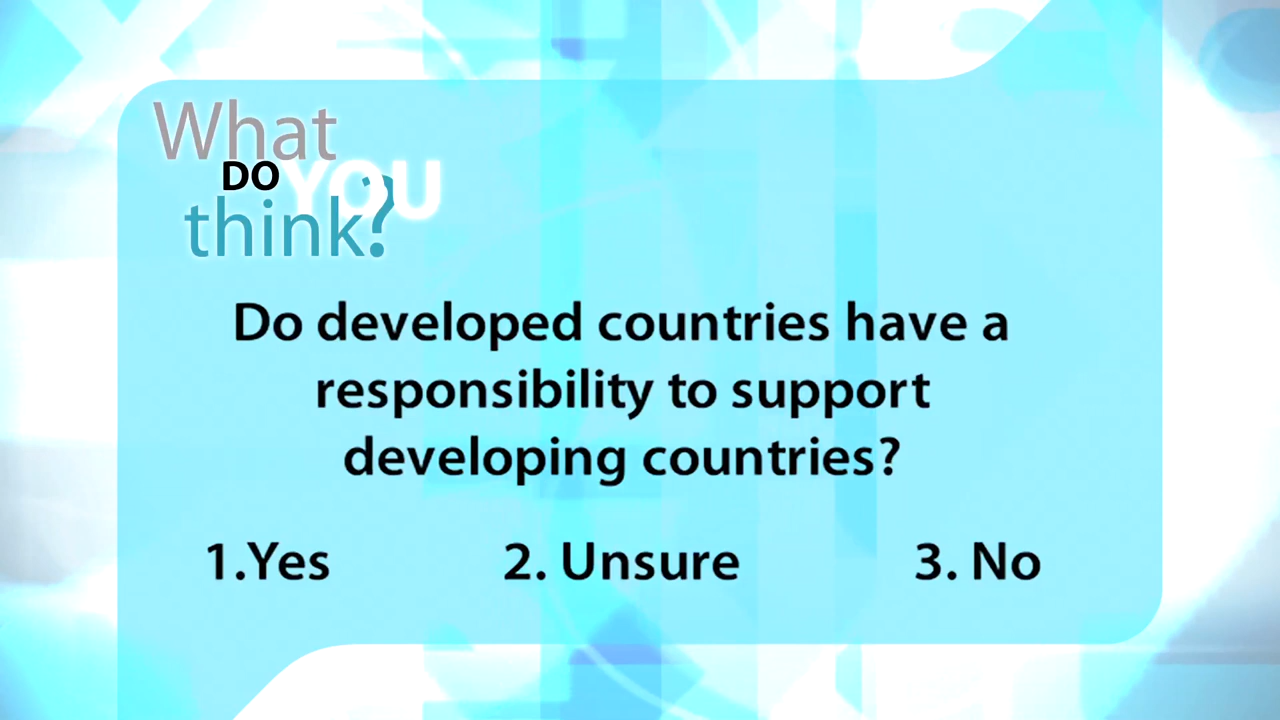 What
DO YOU
think?
Do developed countries have a
responsibility to support
developing countries?
1.Yes 2. Unsure 3. No